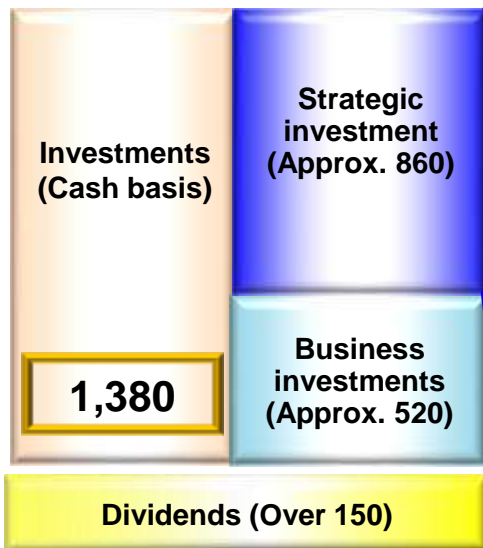 Investments
(Cash basis)
1,380
Strategic
investment
(Approx. 860)
Business
investments
(Approx. 520)
Dividends (Over 150)